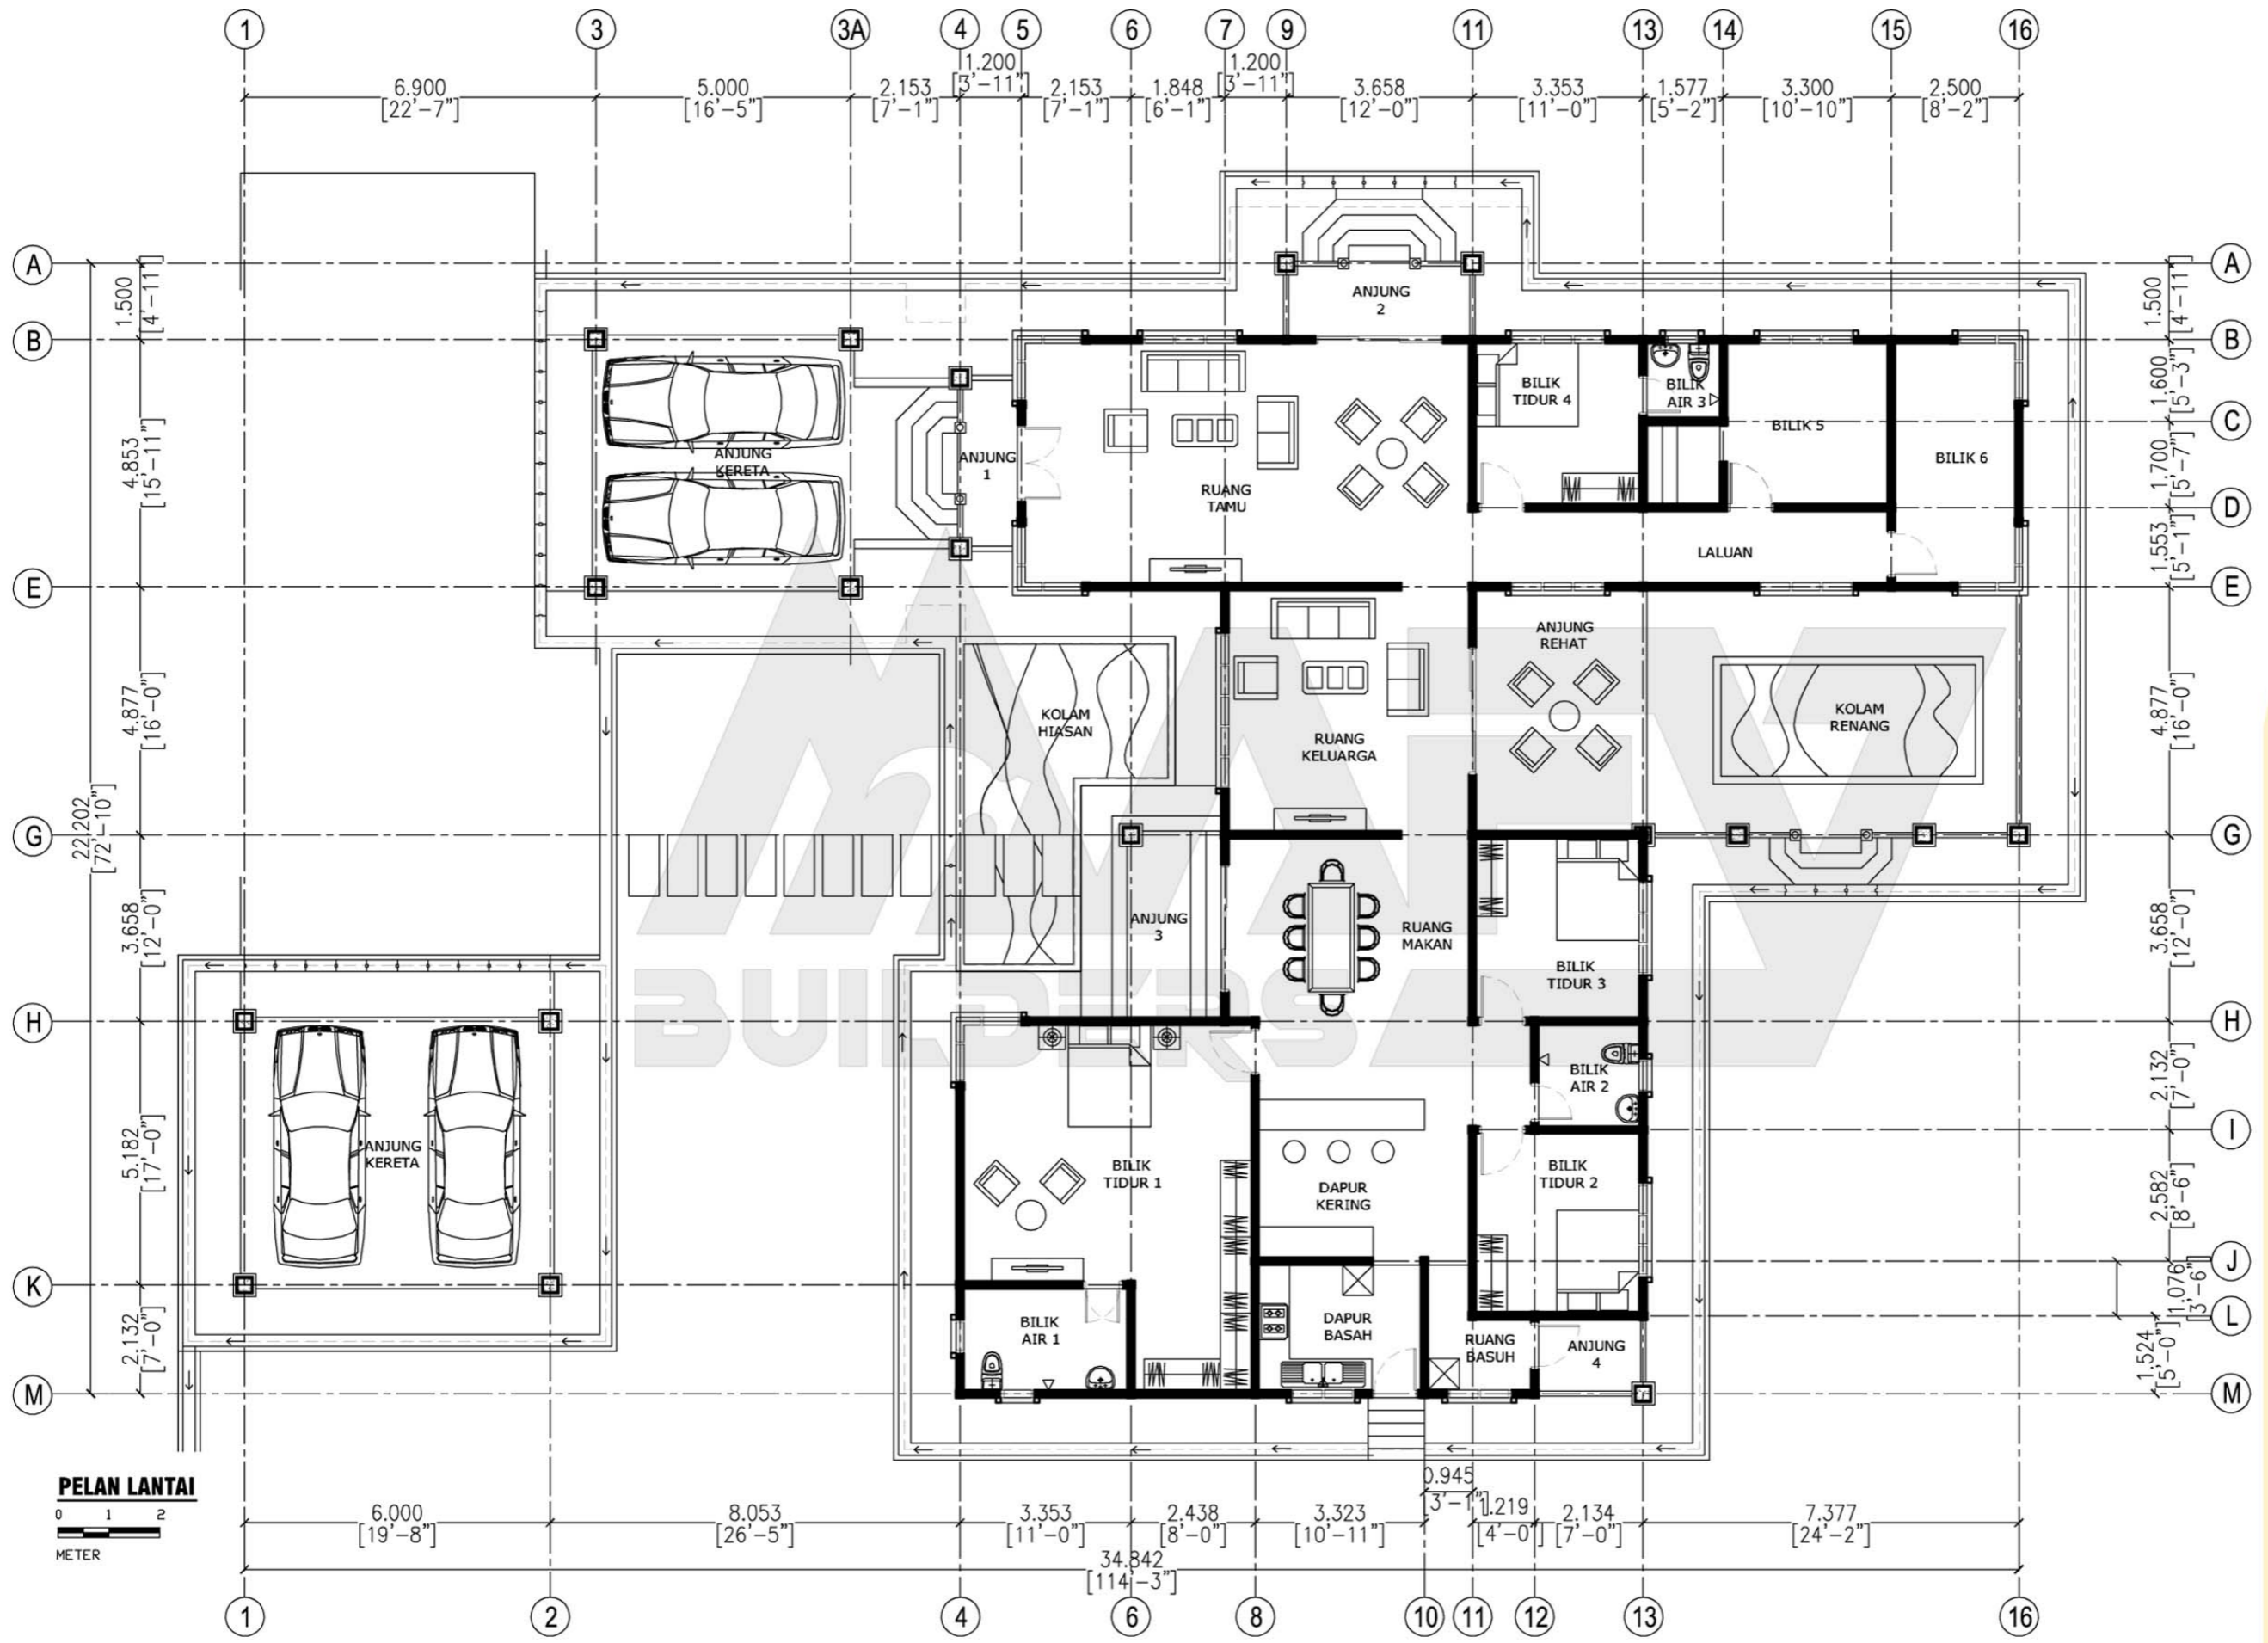 1 3 3A 4 5 6 7 9 11 13 14 15 16
6.900 5.000 2.153 1.200 2.153 1.848 1.200 3.658 3.353 1.577 3.300 2.500
[22'-7"] [16'-5"] [7'-1"] [3'-11"] [7'-1"] [6'-1"] [3'-11"] [12'-0"] [11'-0"] [5'-2"] [10'-10"] [8'-2"]
A
B
E
G
H
K
M
1.500
[4'-11"]
4.853
[15'-11"]
4.877
[16'-0"]
3.658
[12'-0"]
5.182
[17'-0"]
2.132
[7'-0"]
22.202
[72'-10"]
ANJUNG
2
ANJUNG
KERETA
ANJUNG
1
RUANG
TAMU
BILIK
TIDUR 4
BILIK
AIR 3
BILIK 5
BILIK 6
LALUAN
KOLAM
HIASAN
RUANG
KELUARGA
ANJUNG
REHAT
KOLAM
RENANG
ANJUNG
3
RUANG
MAKAN
BILIK
TIDUR 3
BUILDERS
ANJUNG
KERETA
BILIK
TIDUR 1
BILIK
AIR 2
DAPUR
KERING
BILIK
TIDUR 2
BILIK
AIR 1
DAPUR
BASAH
RUANG
BASUH
ANJUNG
4
A
B
C
D
E
G
H
I
J
L
M
1.500
[4'-11"]
1.600
[5'-3"]
1.700
[5'-7"]
1.553
[5'-1"]
4.877
[16'-0"]
3.658
[12'-0"]
2.132
[7'-0"]
2.582
[8'-6"]
1.076
[3'-6"]
1.524
[5'-0"]
PELAN LANTAI
0 1 2
METER
6.000 8.053 3.353 2.438 3.323 0.945 1.219 2.134 7.377
[19'-8"] [26'-5"] [11'-0"] [8'-0"] [10'-11"] [3'-1"] [4'-0"] [7'-0"] [24'-2"]
34.842
[114'-3"]
1 2 4 6 8 10 11 12 13 16